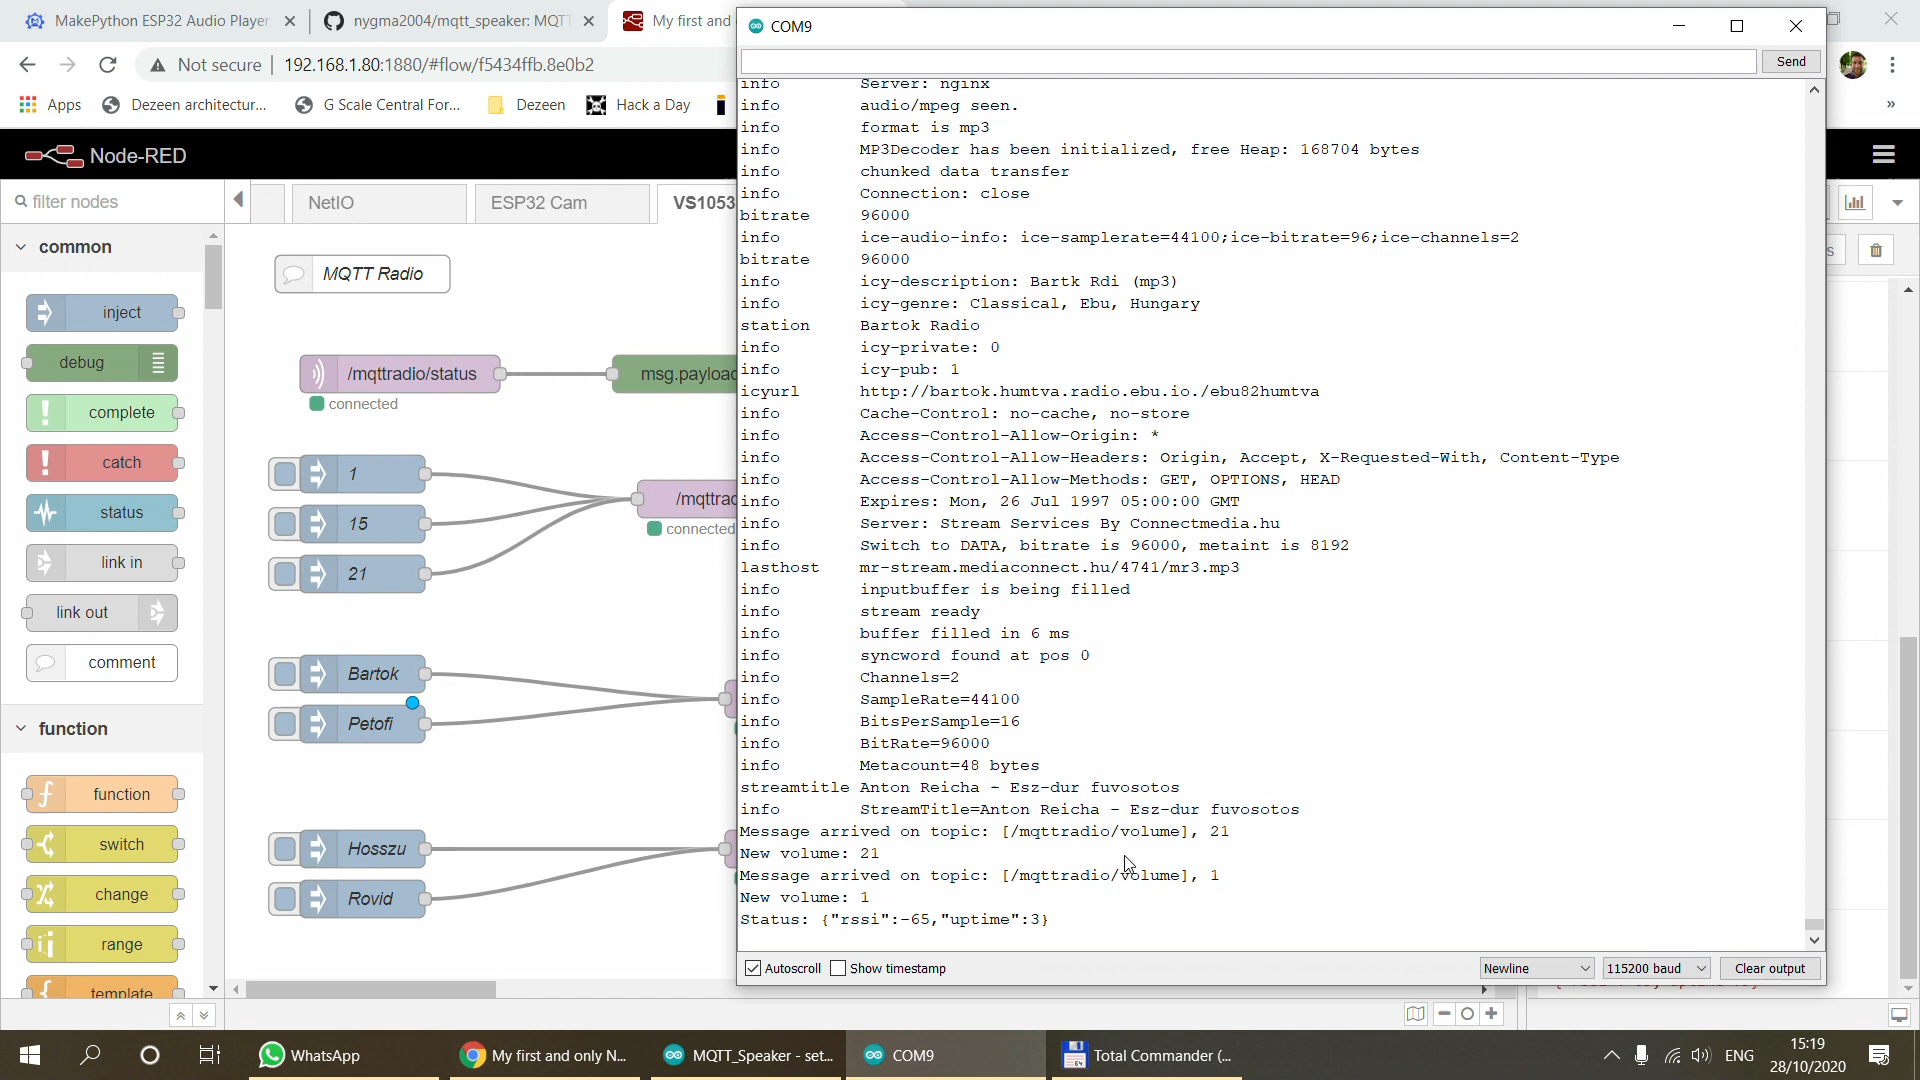 MakePython ESP32 Audio Player
nygma2004/mqtt_speaker: MQTT
My first and
COM9
Not secure
192.168.1.80:1880/#flow/f5434ffb.8e0b2
Send
Apps
Dezeen architectur...
G Scale Central For...
Dezeen
Hack a Day
»
Node-RED
filter nodes
NetIO
ESP32 Cam
VS1053
common
inject
debug
complete
catch
status
link in
link out
comment
function
function
switch
change
range
template
MQTT Radio
/mqttradio/status
connected
msg.payload
1
15
21
/mqttrad
connected
Bartok
Petofi
Hosszu
Rovid
info Server: nginx
info audio/mpeg seen.
info format is mp3
info MP3Decoder has been initialized, free Heap: 168704 bytes
info chunked data transfer
info Connection: close
bitrate 96000
info ice-audio-info: ice-samplerate=44100;ice-bitrate=96;ice-channels=2
bitrate 96000
info icy-description: Bartk Rdi (mp3)
info icy-genre: Classical, Ebu, Hungary
station Bartok Radio
info icy-private: 0
info icy-pub: 1
icyurl http://bartok.humtva.radio.ebu.io./ebu82humtva
info Cache-Control: no-cache, no-store
info Access-Control-Allow-Origin: *
info Access-Control-Allow-Headers: Origin, Accept, X-Requested-With, Content-Type
info Access-Control-Allow-Methods: GET, OPTIONS, HEAD
info Expires: Mon, 26 Jul 1997 05:00:00 GMT
info Server: Stream Services By Connectmedia.hu
info Switch to DATA, bitrate is 96000, metaint is 8192
lasthost mr-stream.mediaconnect.hu/4741/mr3.mp3
info inputbuffer is being filled
info stream ready
info buffer filled in 6 ms
info syncword found at pos 0
info Channels=2
info SampleRate=44100
info BitsPerSample=16
info BitRate=96000
info Metacount=48 bytes
streamtitle Anton Reicha - Esz-dur fuvosotos
info StreamTitle=Anton Reicha - Esz-dur fuvosotos
Message arrived on topic: [/mqttradio/volume], 21
New volume: 21
Message arrived on topic: [/mqttradio/volume], 1
New volume: 1
Status: {"rssi":-65,"uptime":3}
Autoscroll
Show timestamp
Newline
115200 baud
Clear output
WhatsApp
My first and only N...
MQTT_Speaker - set...
COM9
Total Commander (...
ENG
15:19
28/10/2020